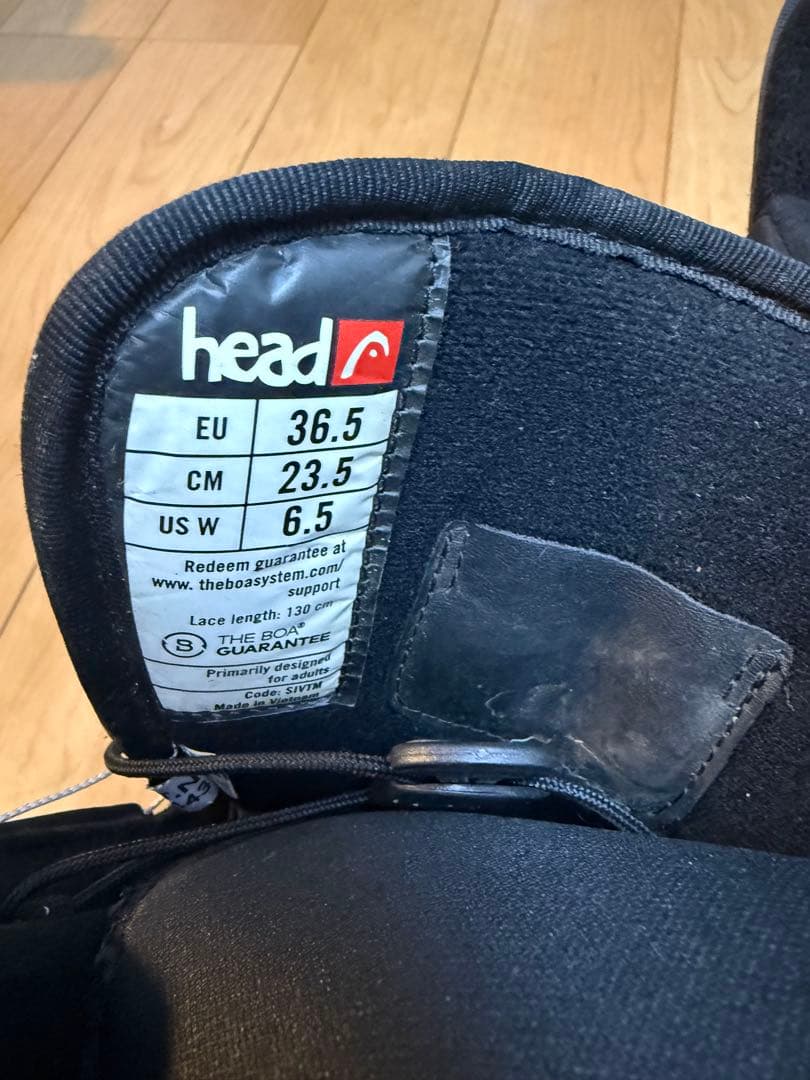 head
EU 36.5
CM 23.5
US W 6.5
Redeem guarantee at
www. theboasystem.com/
support
Lace length: 130 cm
THE BOA®
GUARANTEE
Primarily designed
for adults
Code: SIVTM
Made in Vietnam